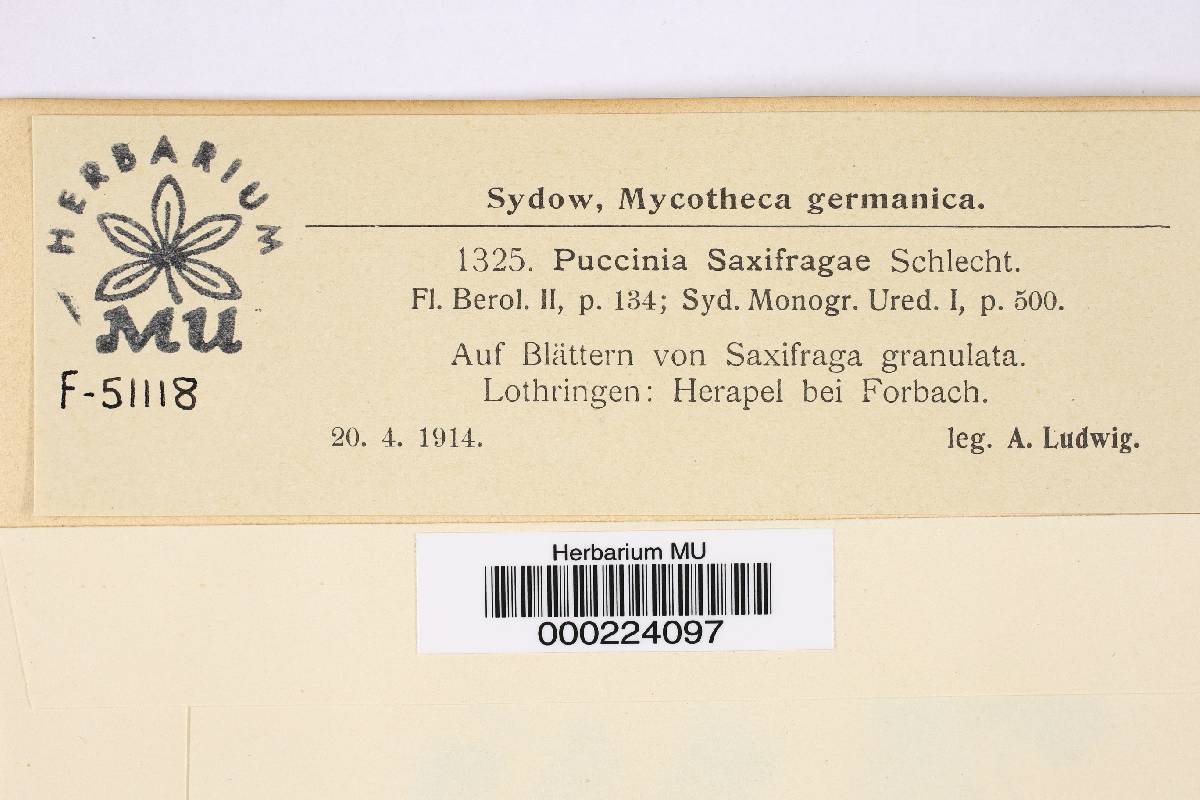 HERBARIUM
MU
F-51118
Sydow, Mycotheca germanica.
1325. Puccinia Saxifragae Schlecht.
Fl. Berol. II, p. 134; Syd. Monogr. Ured. I, p. 500.
Auf Blättern von Saxifraga granulata.
Lothringen: Herapel bei Forbach.
20. 4. 1914.
leg. A. Ludwig.
Herbarium MU
000224097